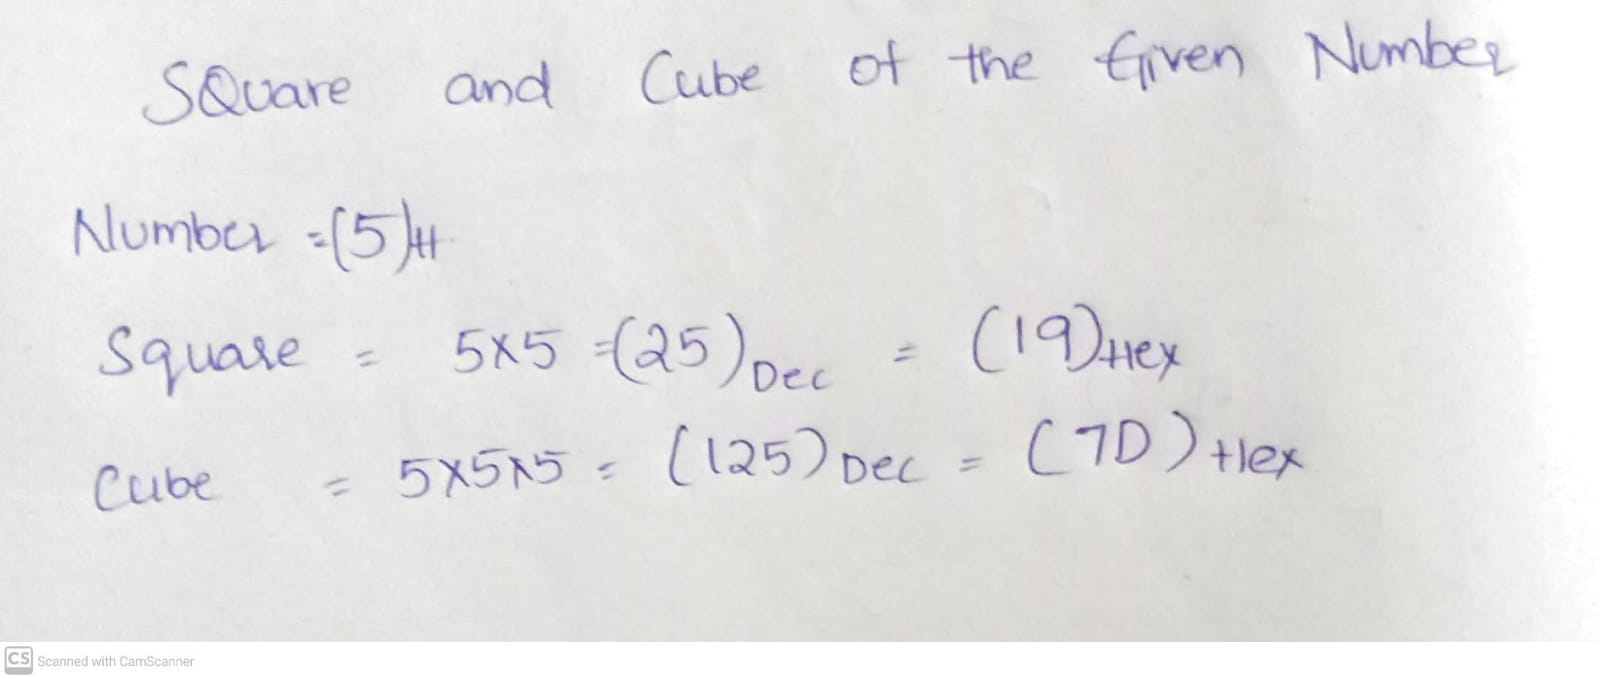 SQuare and Cube of the Given Number
Number =(5)H
Square = 5x5 =(25)Dec = (19)Hex
Cube = 5x5x5 = (125)Dec = (7D)Hex
CS Scanned with CamScanner